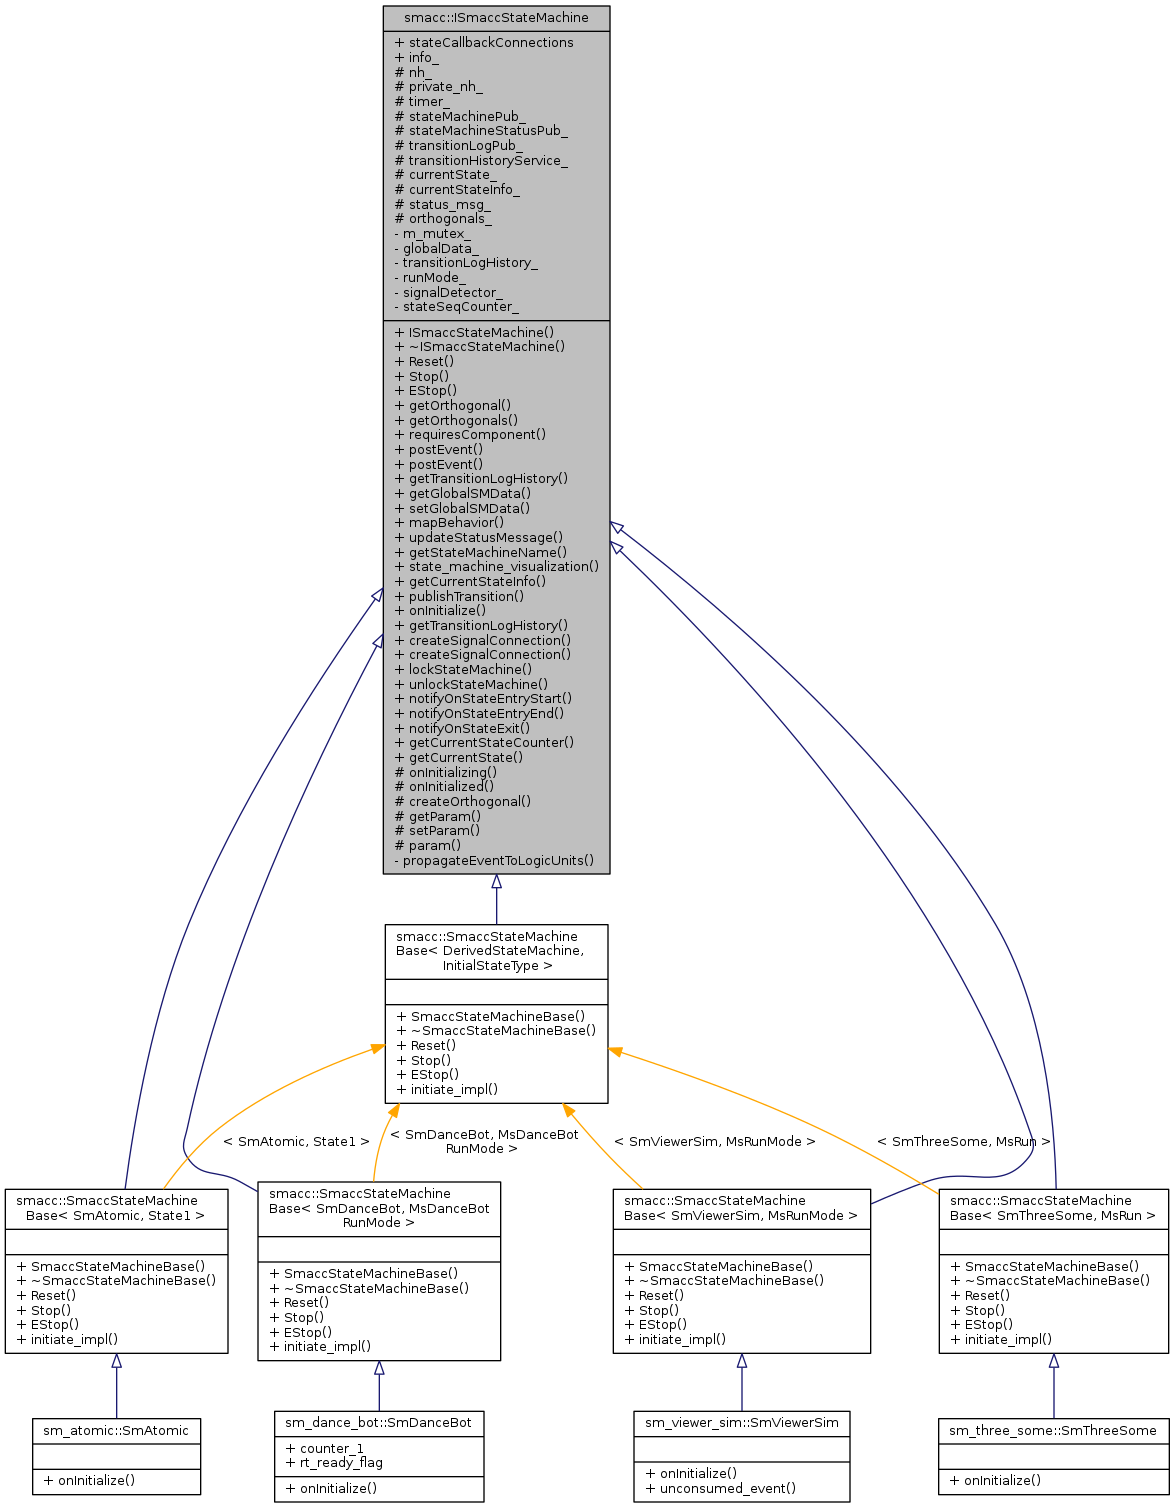 smacc::ISmaccStateMachine
+ stateCallbackConnections
+ info_
# nh_
# private_nh_
# timer_
# stateMachinePub_
# stateMachineStatusPub_
# transitionLogPub_
# transitionHistoryService_
# currentState_
# currentStateInfo_
# status_msg_
# orthogonals_
- m_mutex_
- globalData_
- transitionLogHistory_
- runMode_
- signalDetector_
- stateSeqCounter_
+ ISmaccStateMachine()
+ ~ISmaccStateMachine()
+ Reset()
+ Stop()
+ EStop()
+ getOrthogonal()
+ getOrthogonals()
+ requiresComponent()
+ postEvent()
+ postEvent()
+ getTransitionLogHistory()
+ getGlobalSMData()
+ setGlobalSMData()
+ mapBehavior()
+ updateStatusMessage()
+ getStateMachineName()
+ state_machine_visualization()
+ getCurrentStateInfo()
+ publishTransition()
+ onInitialize()
+ getTransitionLogHistory()
+ createSignalConnection()
+ createSignalConnection()
+ lockStateMachine()
+ unlockStateMachine()
+ notifyOnStateEntryStart()
+ notifyOnStateEntryEnd()
+ notifyOnStateExit()
+ getCurrentStateCounter()
+ getCurrentState()
# onInitializing()
# onInitialized()
# createOrthogonal()
# getParam()
# setParam()
# param()
- propagateEventToLogicUnits()
smacc::SmaccStateMachine
Base< DerivedStateMachine,
InitialStateType >
+ SmaccStateMachineBase()
+ ~SmaccStateMachineBase()
+ Reset()
+ Stop()
+ EStop()
+ initiate_impl()
< SmAtomic, State1 >
< SmDanceBot, MsDanceBot
RunMode >
< SmViewerSim, MsRunMode >
< SmThreeSome, MsRun >
smacc::SmaccStateMachine
Base< SmAtomic, State1 >
+ SmaccStateMachineBase()
+ ~SmaccStateMachineBase()
+ Reset()
+ Stop()
+ EStop()
+ initiate_impl()
smacc::SmaccStateMachine
Base< SmDanceBot, MsDanceBot
RunMode >
+ SmaccStateMachineBase()
+ ~SmaccStateMachineBase()
+ Reset()
+ Stop()
+ EStop()
+ initiate_impl()
smacc::SmaccStateMachine
Base< SmViewerSim, MsRunMode >
+ SmaccStateMachineBase()
+ ~SmaccStateMachineBase()
+ Reset()
+ Stop()
+ EStop()
+ initiate_impl()
smacc::SmaccStateMachine
Base< SmThreeSome, MsRun >
+ SmaccStateMachineBase()
+ ~SmaccStateMachineBase()
+ Reset()
+ Stop()
+ EStop()
+ initiate_impl()
sm_atomic::SmAtomic
+ onInitialize()
sm_dance_bot::SmDanceBot
+ counter_1
+ rt_ready_flag
+ onInitialize()
sm_viewer_sim::SmViewerSim
+ onInitialize()
+ unconsumed_event()
sm_three_some::SmThreeSome
+ onInitialize()